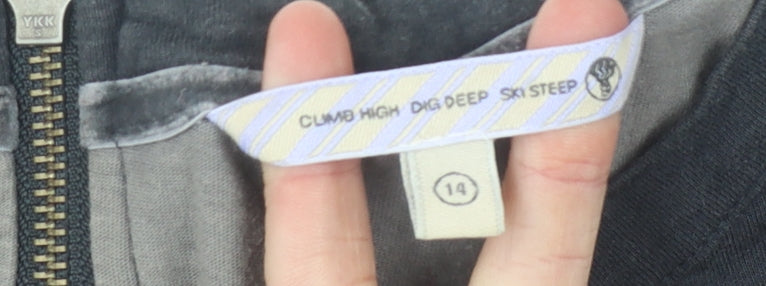 YKK
S
CLIMB HIGH DIG DEEP SKI STEEP
14